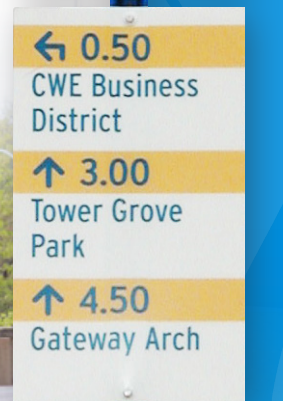 ↰ 0.50
CWE Business
District
↑ 3.00
Tower Grove
Park
↑ 4.50
Gateway Arch